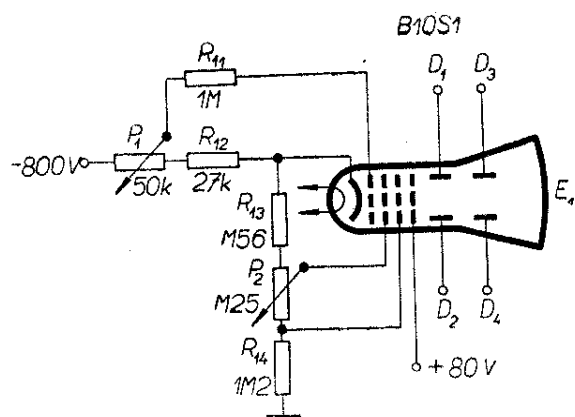 B10S1
D1 D3
R11
1M
P1 R12
-800V
50k 27k
E1
R13
M56
P2
M25
D2 D4
R14
1M2
+80V